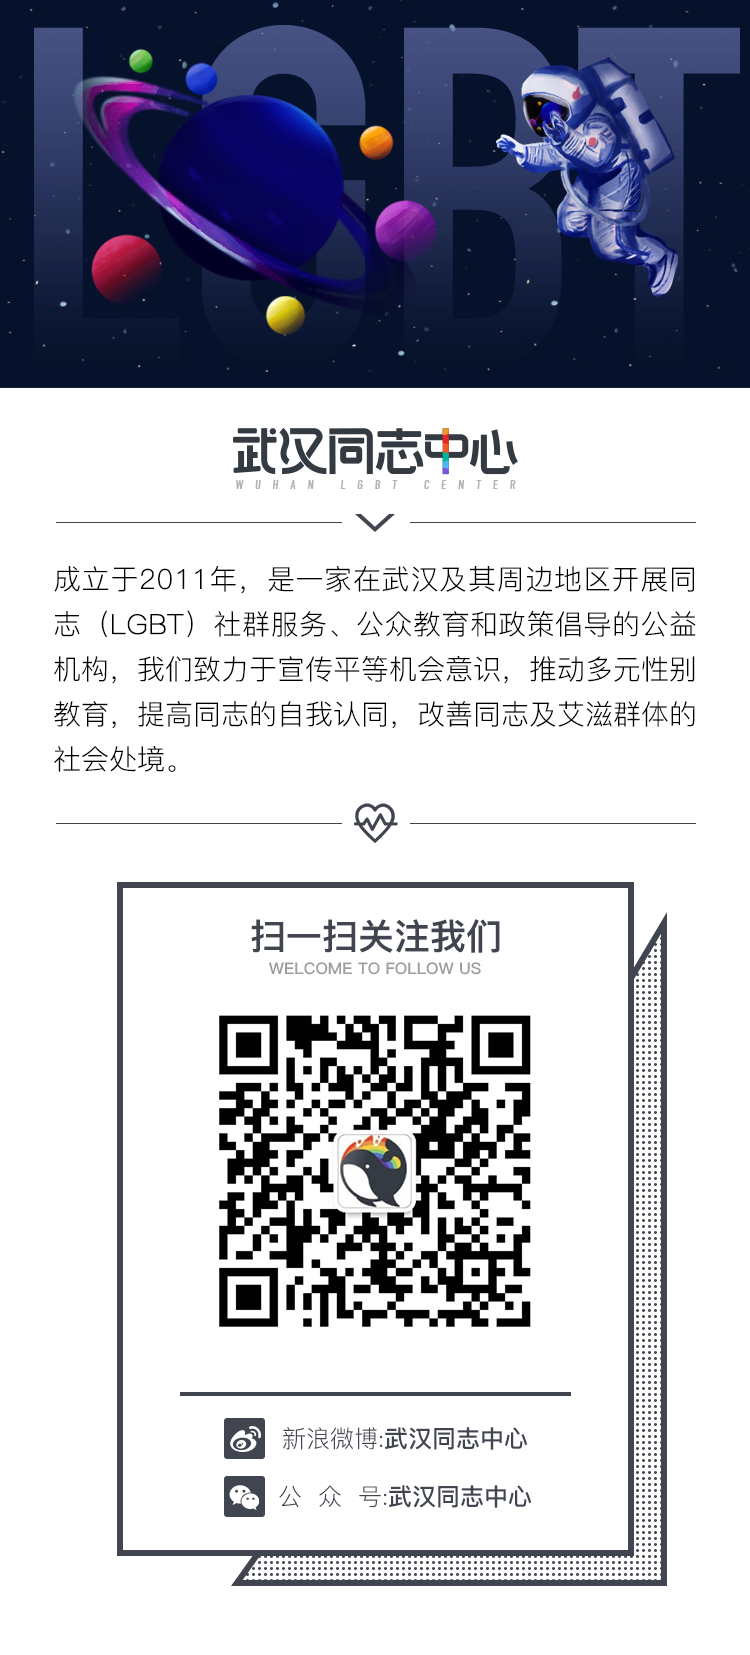 LGBT
武汉同志中心
WUHAN LGBT CENTER
成立于2011年，是一家在武汉及其周边地区开展同
志（LGBT）社群服务、公众教育和政策倡导的公益
机构，我们致力于宣传平等机会意识，推动多元性别
教育，提高同志的自我认同，改善同志及艾滋群体的
社会处境。
扫一扫关注我们
WELCOME TO FOLLOW US
新浪微博:武汉同志中心
公 众 号:武汉同志中心